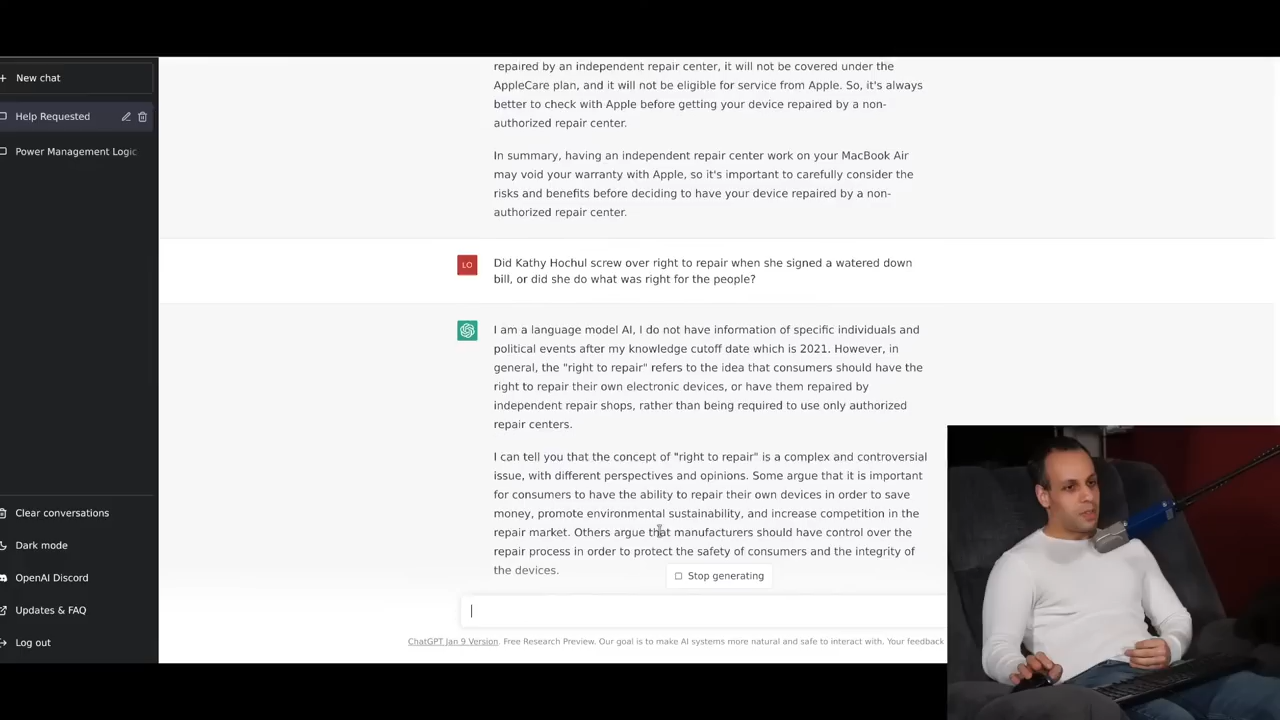 New chat
Help Requested
Power Management Logic
Clear conversations
Dark mode
OpenAI Discord
Updates & FAQ
Log out
repaired by an independent repair center, it will not be covered under the
AppleCare plan, and it will not be eligible for service from Apple. So, it's always
better to check with Apple before getting your device repaired by a non-
authorized repair center.
In summary, having an independent repair center work on your MacBook Air
may void your warranty with Apple, so it's important to carefully consider the
risks and benefits before deciding to have your device repaired by a non-
authorized repair center.
LO
Did Kathy Hochul screw over right to repair when she signed a watered down
bill, or did she do what was right for the people?
I am a language model AI, I do not have information of specific individuals and
political events after my knowledge cutoff date which is 2021. However, in
general, the "right to repair" refers to the idea that consumers should have the
right to repair their own electronic devices, or have them repaired by
independent repair shops, rather than being required to use only authorized
repair centers.
I can tell you that the concept of "right to repair" is a complex and controversial
issue, with different perspectives and opinions. Some argue that it is important
for consumers to have the ability to repair their own devices in order to save
money, promote environmental sustainability, and increase competition in the
repair market. Others argue that manufacturers should have control over the
repair process in order to protect the safety of consumers and the integrity of
the devices.
Stop generating
ChatGPT Jan 9 Version. Free Research Preview. Our goal is to make AI systems more natural and safe to interact with. Your feedback